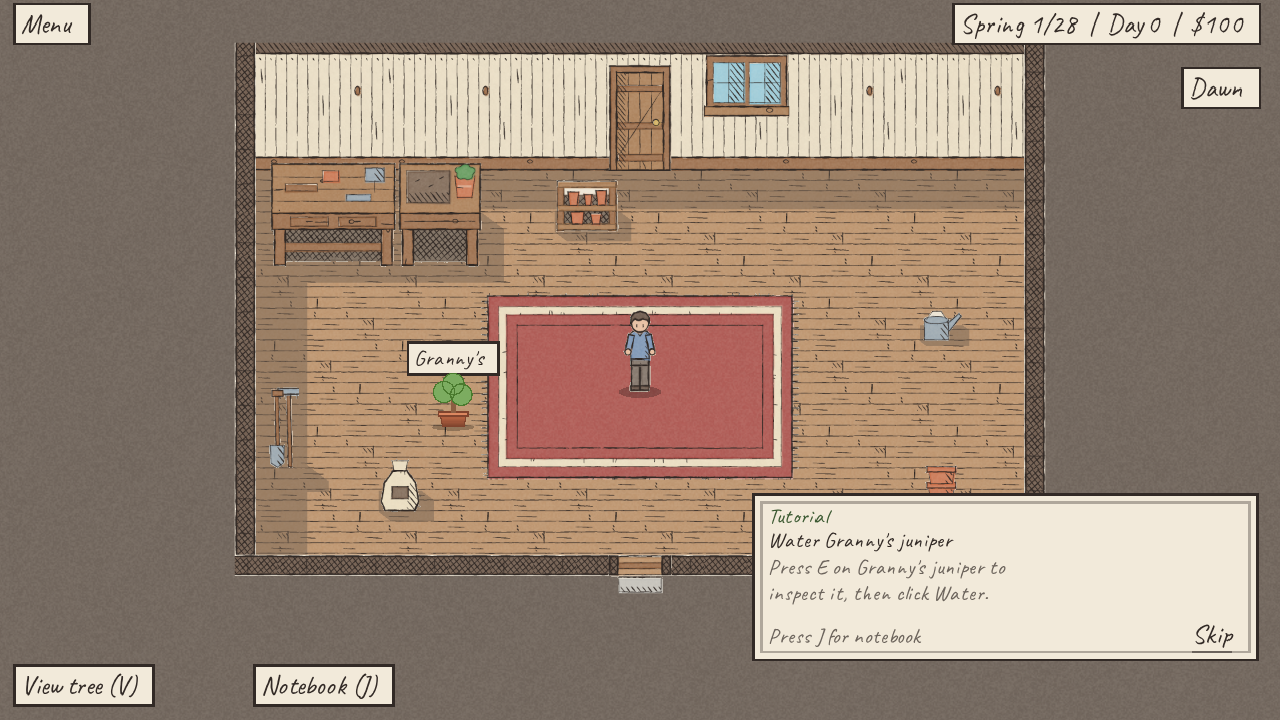 Menu
Spring 1/28 | Day 0 | $100
Dawn
Granny's
Tutorial
Water Granny's juniper
Press E on Granny's juniper to
inspect it, then click Water.
Press J for notebook
Skip
View tree (V)
Notebook (J)